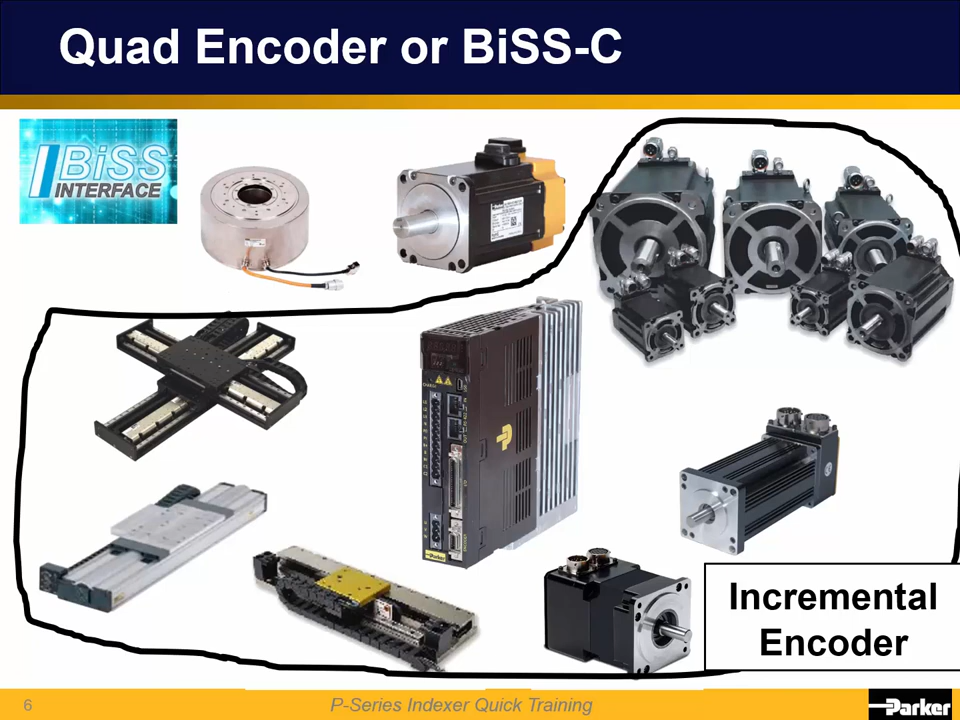 Quad Encoder or BiSS-C
BiSS
INTERFACE
Incremental
Encoder
6
P-Series Indexer Quick Training
Parker